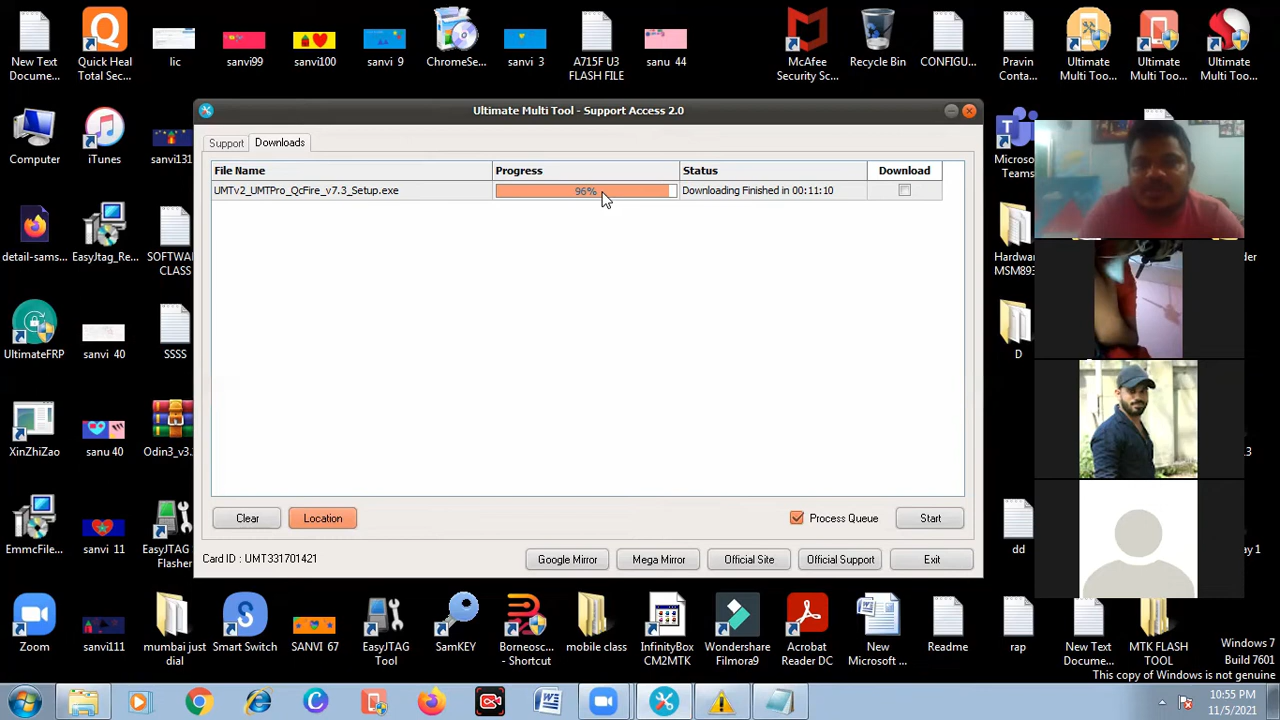 New Text
Docume...
Quick Heal
Total Sec...
lic
sanvi99
sanvi100
ChromeSe...
sanvi 9
sanvi 3
A715F U3
FLASH FILE
sanu 44
McAfee
Security Sc...
Recycle Bin
CONFIGU...
Pravin
Conta...
Ultimate
Multi Too...
Ultimate
Multi Too...
Ultimate
Multi Too...
Ultimate Multi Tool - Support Access 2.0
Support
Downloads
File Name
Progress
Status
Download
UMTv2_UMTPro_QcFire_v7.3_Setup.exe
96%
Downloading Finished in 00:11:10
Computer
iTunes
sanvi131
Microso...
Teams
detail-sams...
EasyJtag_Re...
SOFTWAR
CLASS
Hardwar
MSM893
UltimateFRP
sanvi 40
SSSS
D
XinZhiZao
sanu 40
Odin3_v3.
Clear
Location
Process Queue
Start
EmmcFile...
sanvi 11
EasyJTAG
Flasher
dd
Card ID : UMT331701421
Google Mirror
Mega Mirror
Official Site
Official Support
Exit
Zoom
sanvi111
mumbai just
dial
Smart Switch
SANVI 67
EasyJTAG
Tool
SamKEY
Borneosc...
- Shortcut
mobile class
InfinityBox
CM2MTK
Wondershare
Filmora9
Acrobat
Reader DC
New
Microsoft ...
Readme
rap
New Text
Document...
MTK FLASH
TOOL
Windows 7
Build 7601
This copy of Windows is not genuine
10:55 PM
11/5/2021